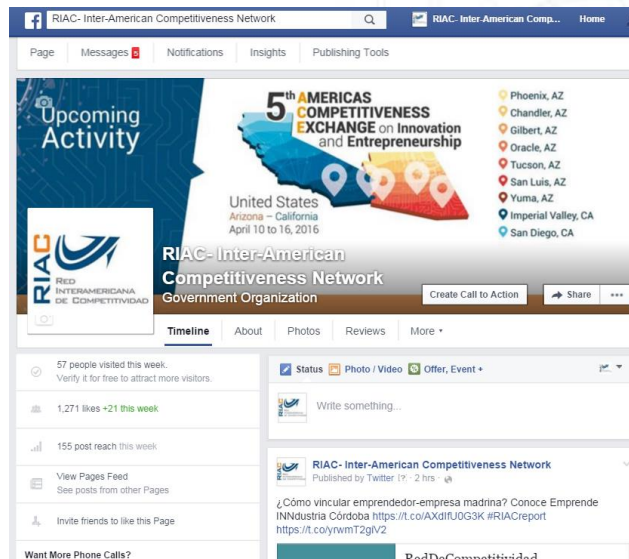 RIAC- Inter-American Competitiveness Network
RIAC- Inter-American Comp... Home
Page Messages 5 Notifications Insights Publishing Tools
Upcoming
Activity
5th AMERICAS
COMPETITIVENESS
EXCHANGE on Innovation
and Entrepreneurship
United States
Arizona – California
April 10 to 16, 2016
Phoenix, AZ
Chandler, AZ
Gilbert, AZ
Oracle, AZ
Tucson, AZ
San Luis, AZ
Yuma, AZ
Imperial Valley, CA
San Diego, CA
RIAC
RED
INTERAMERICANA
DE COMPETITIVIDAD
RIAC- Inter-American
Competitiveness Network
Government Organization
Create Call to Action Share
Timeline About Photos Reviews More
57 people visited this week.
Verify it for free to attract more visitors.
1,271 likes +21 this week
155 post reach this week
View Pages Feed
See posts from other Pages
Invite friends to like this Page
Want More Phone Calls?
Status Photo / Video Offer, Event +
Write something...
RIAC- Inter-American Competitiveness Network
Published by Twitter [?] · 2 hrs ·
¿Cómo vincular emprendedor-empresa madrina? Conoce Emprende
INNdustria Córdoba https://t.co/AXdIfU0G3K #RIACreport
https://t.co/yrwmT2glV2
RedDeCompetitividad